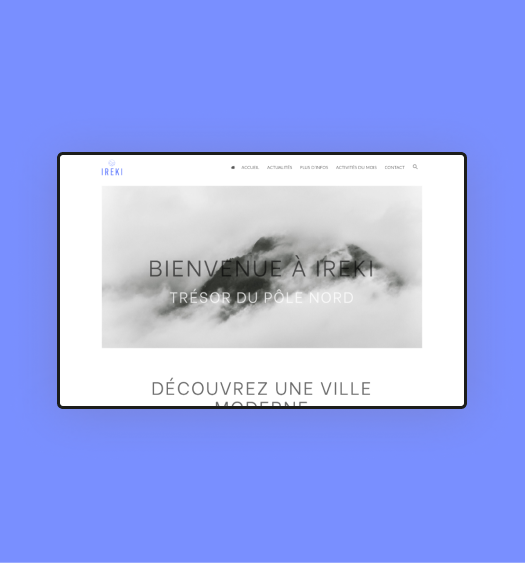 IREKI
ACCUEIL ACTUALITÉS PLUS D'INFOS ACTIVITÉS DU MOIS CONTACT
BIENVENUE À IREKI
TRÉSOR DU PÔLE NORD
DÉCOUVREZ UNE VILLE
MODERNE